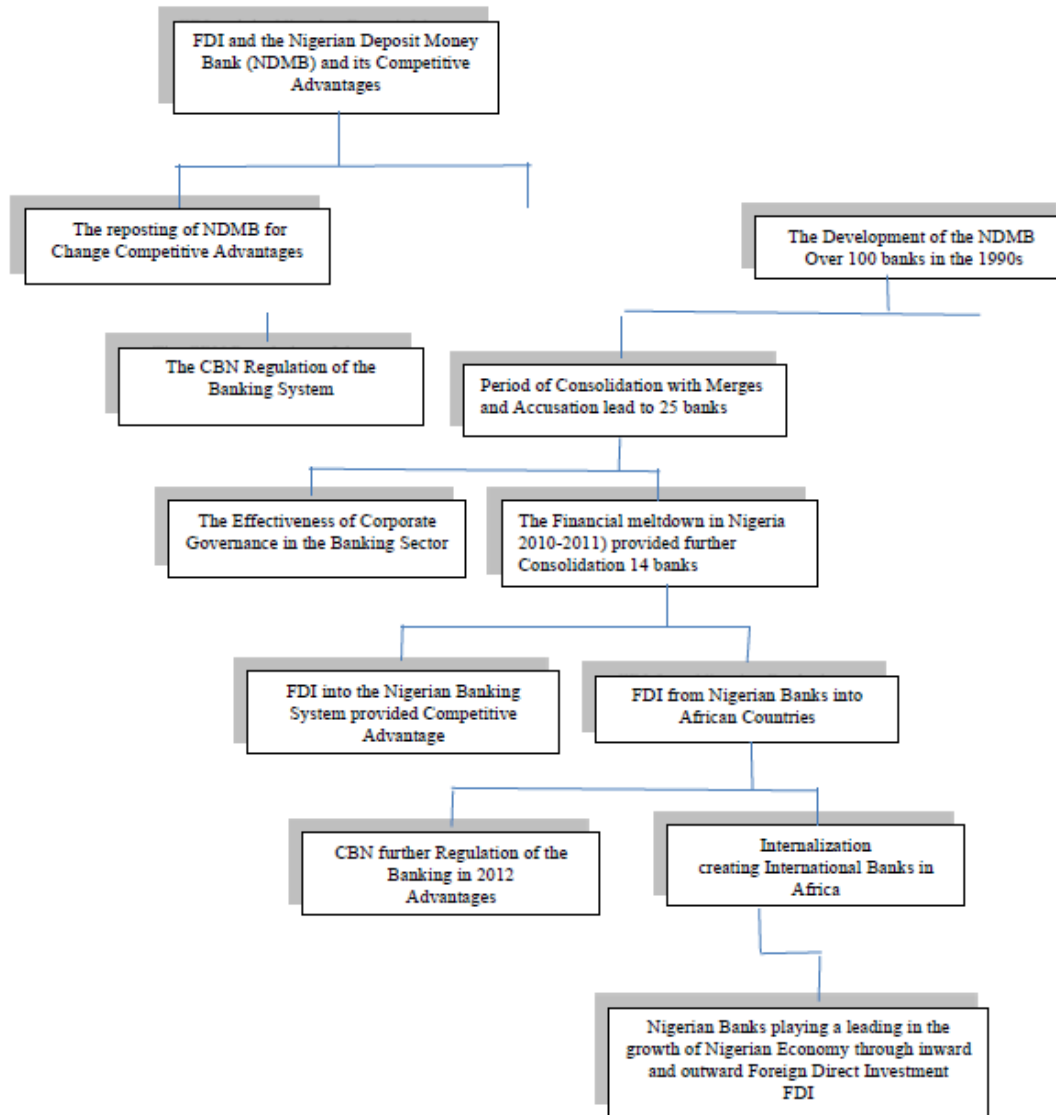 FDI and the Nigerian Deposit Money
Bank (NDMB) and its Competitive
Advantages
The reposting of NDMB for
Change Competitive Advantages
The Development of the NDMB
Over 100 banks in the 1990s
The CBN Regulation of the
Banking System
Period of Consolidation with Merges
and Accusation lead to 25 banks
The Effectiveness of Corporate
Governance in the Banking Sector
The Financial meltdown in Nigeria
2010-2011) provided further
Consolidation 14 banks
FDI into the Nigerian Banking
System provided Competitive
Advantage
FDI from Nigerian Banks into
African Countries
CBN further Regulation of the
Banking in 2012
Advantages
Internalization
creating International Banks in
Africa
Nigerian Banks playing a leading in the
growth of Nigerian Economy through inward
and outward Foreign Direct Investment
FDI